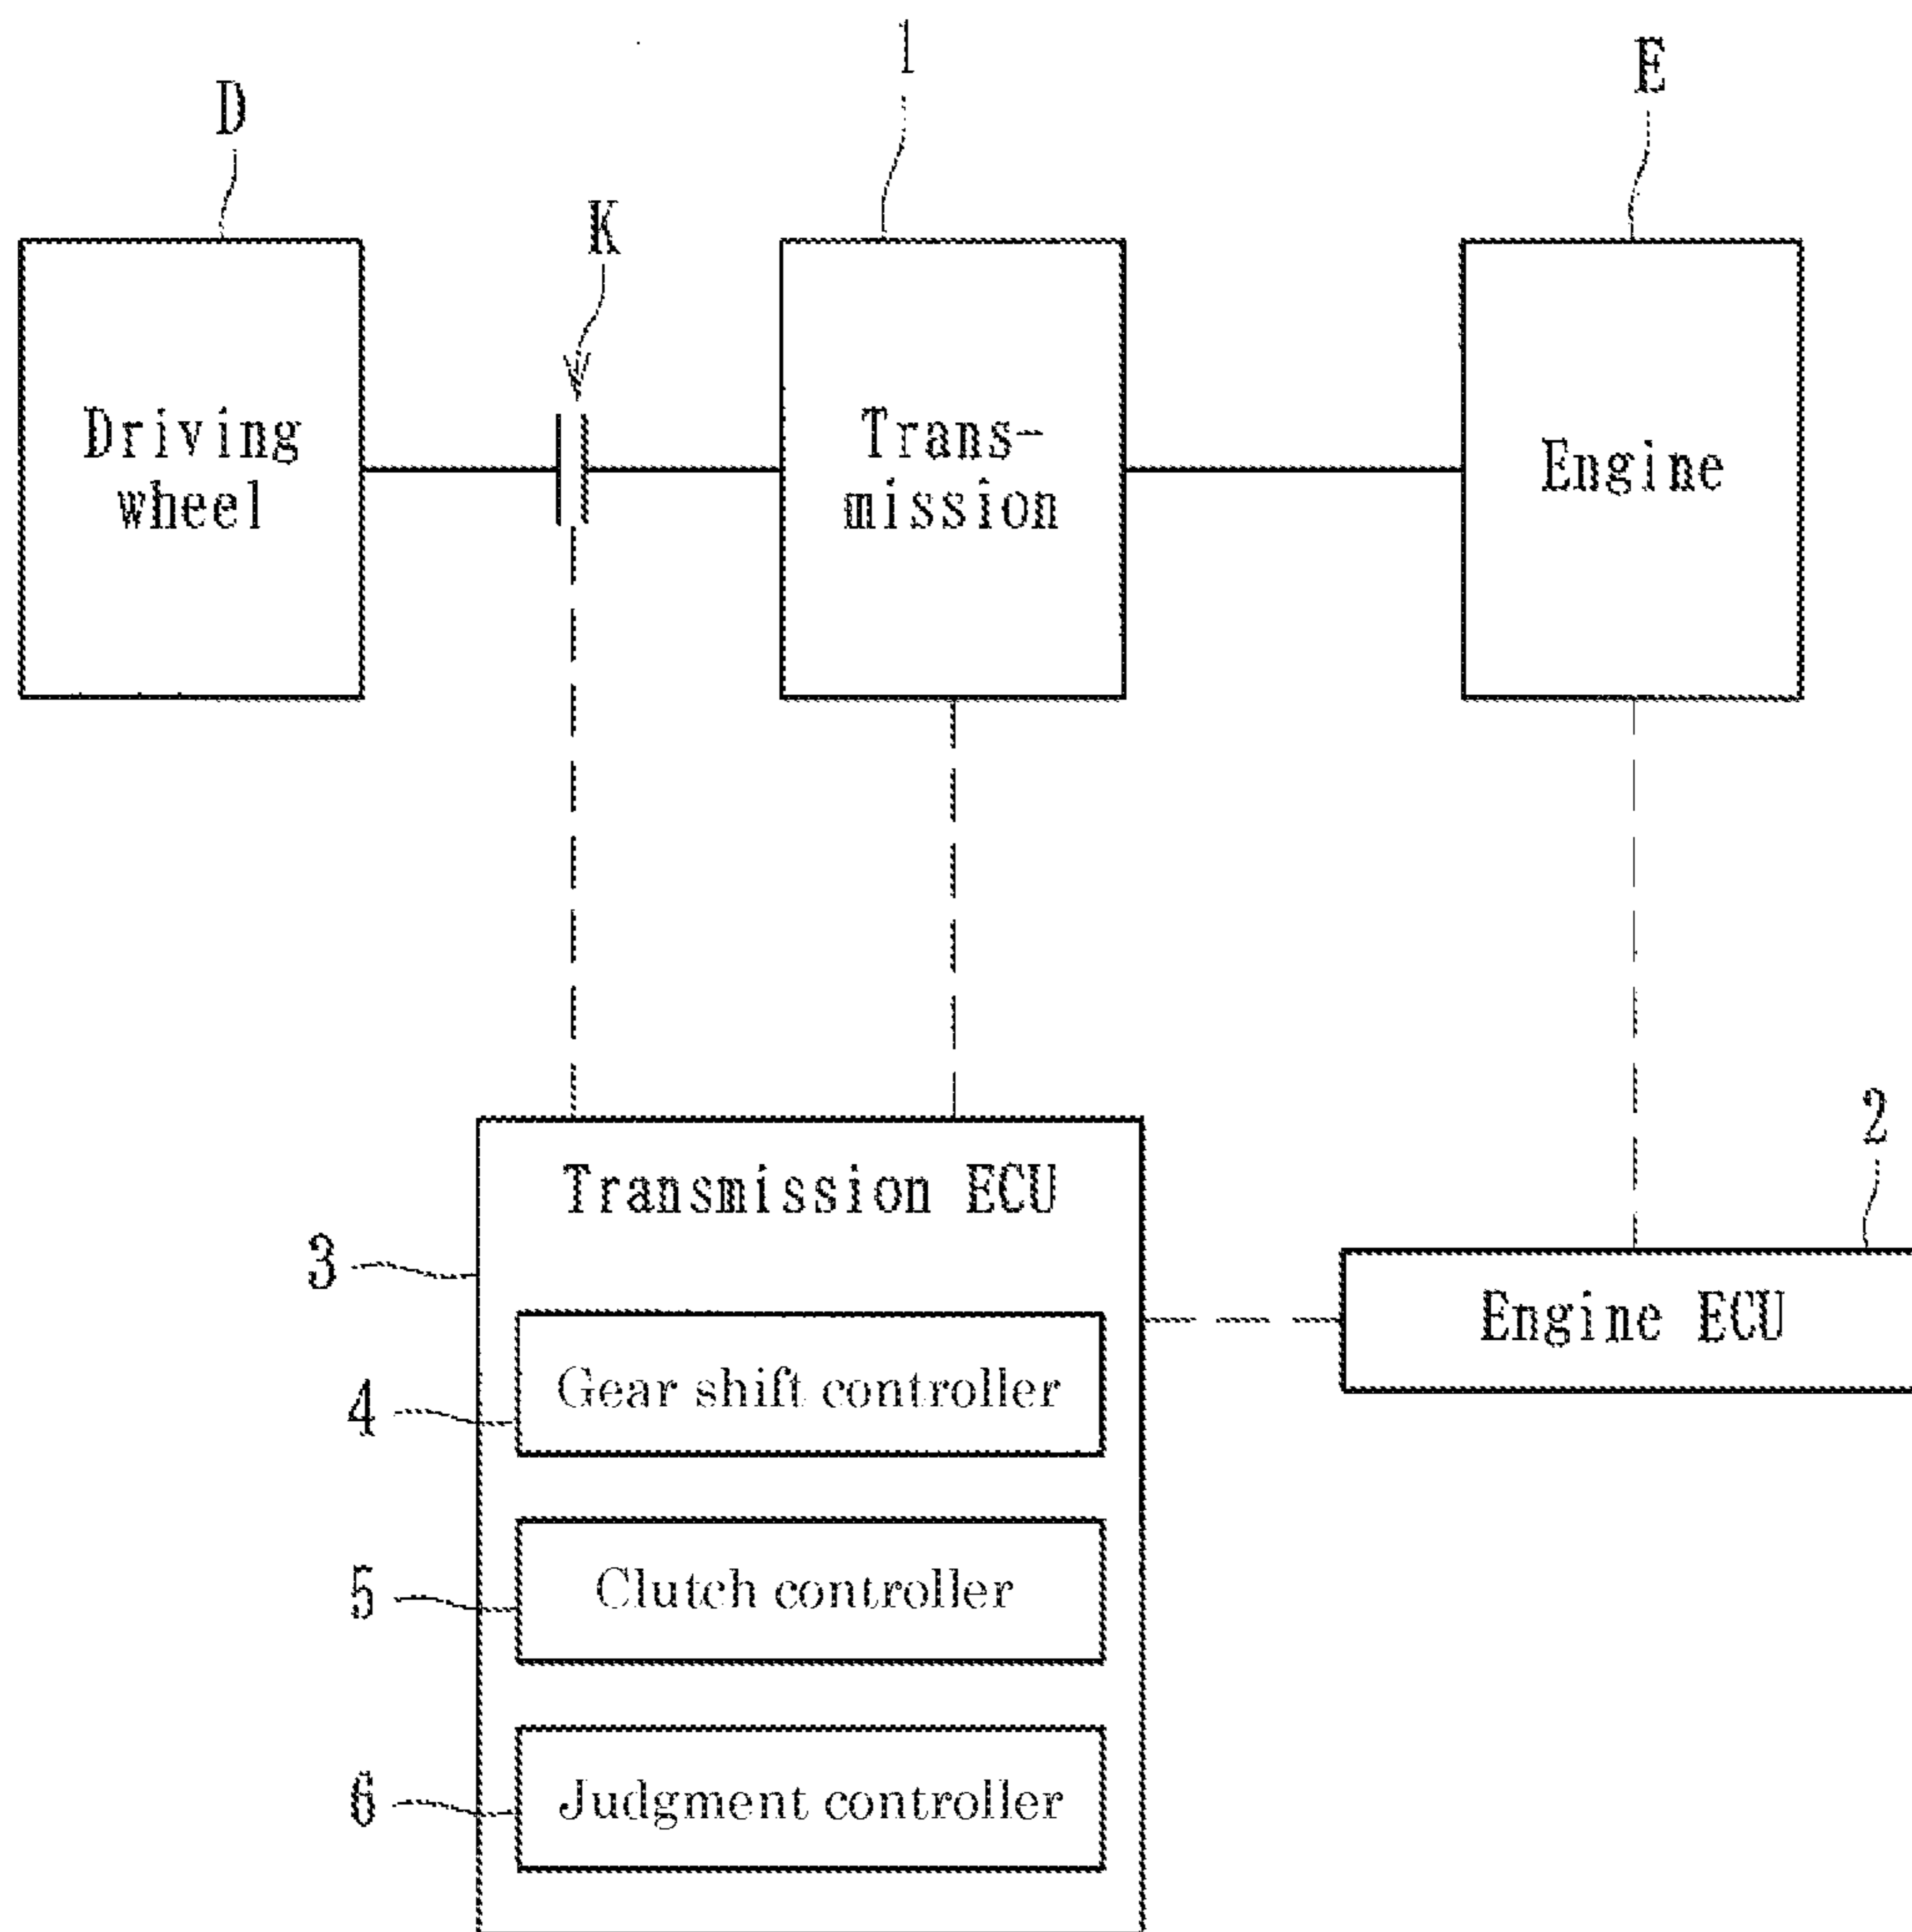 1
E
D
K
Driving
wheel
Trans-
mission
Engine
2
Transmission ECU
3
Engine ECU
Gear shift controller
4
Clutch controller
5
Judgment controller
6